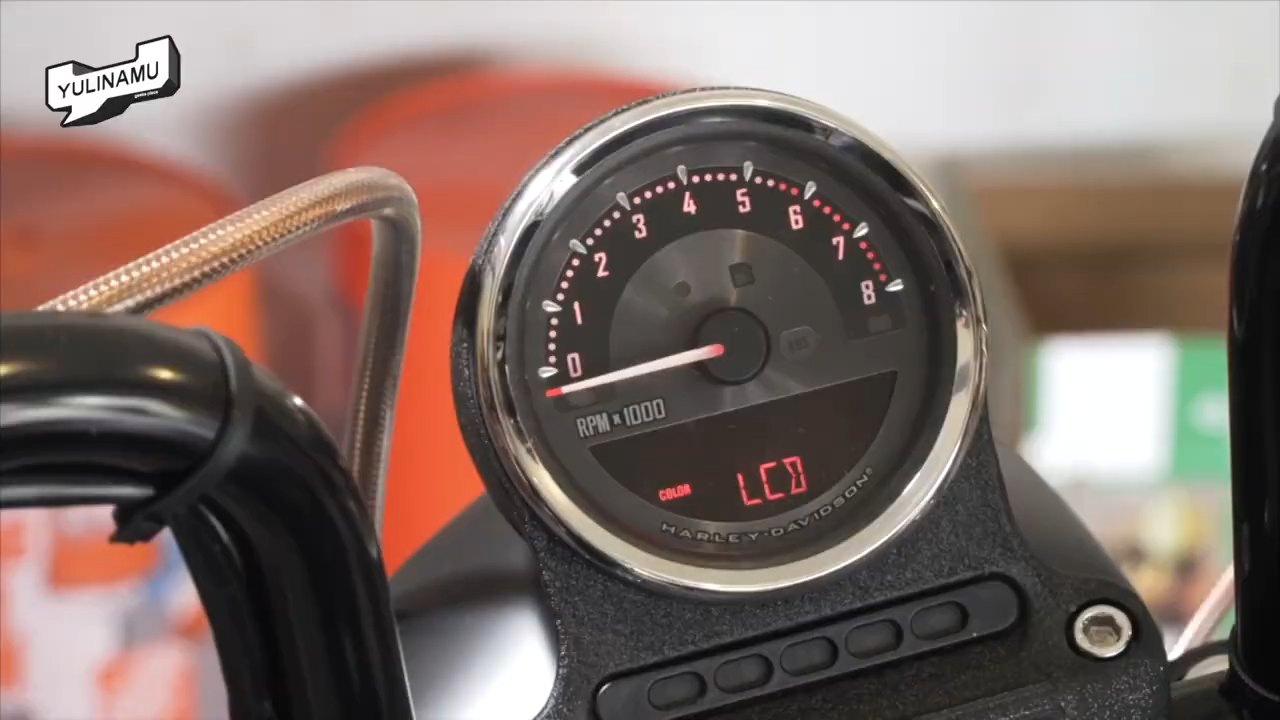 YULINAMU
0 1 2 3 4 5 6 7 8
RPM x 1000
COLOR LCD
HARLEY-DAVIDSON®